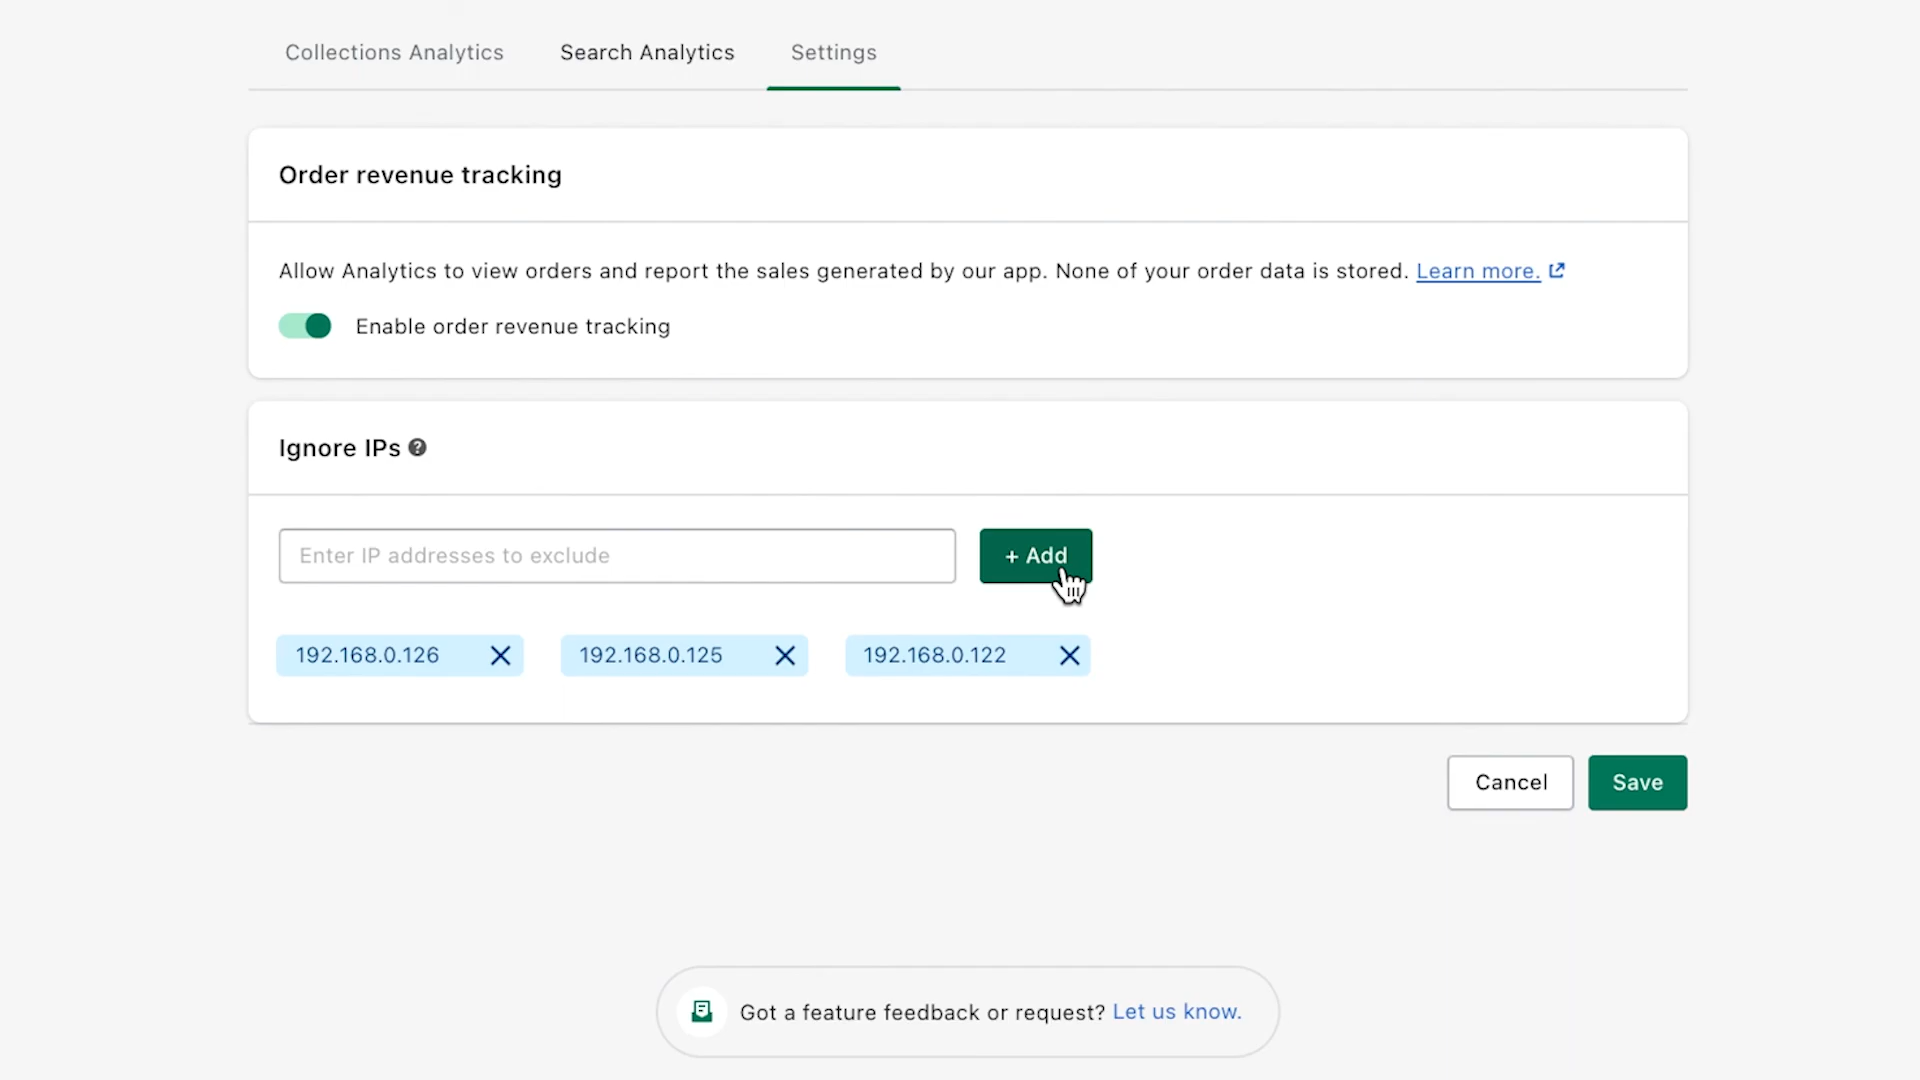 Collections Analytics Search Analytics Settings
Order revenue tracking
Allow Analytics to view orders and report the sales generated by our app. None of your order data is stored. Learn more.
Enable order revenue tracking
Ignore IPs
Enter IP addresses to exclude + Add
192.168.0.126 192.168.0.125 192.168.0.122
Cancel Save
Got a feature feedback or request? Let us know.